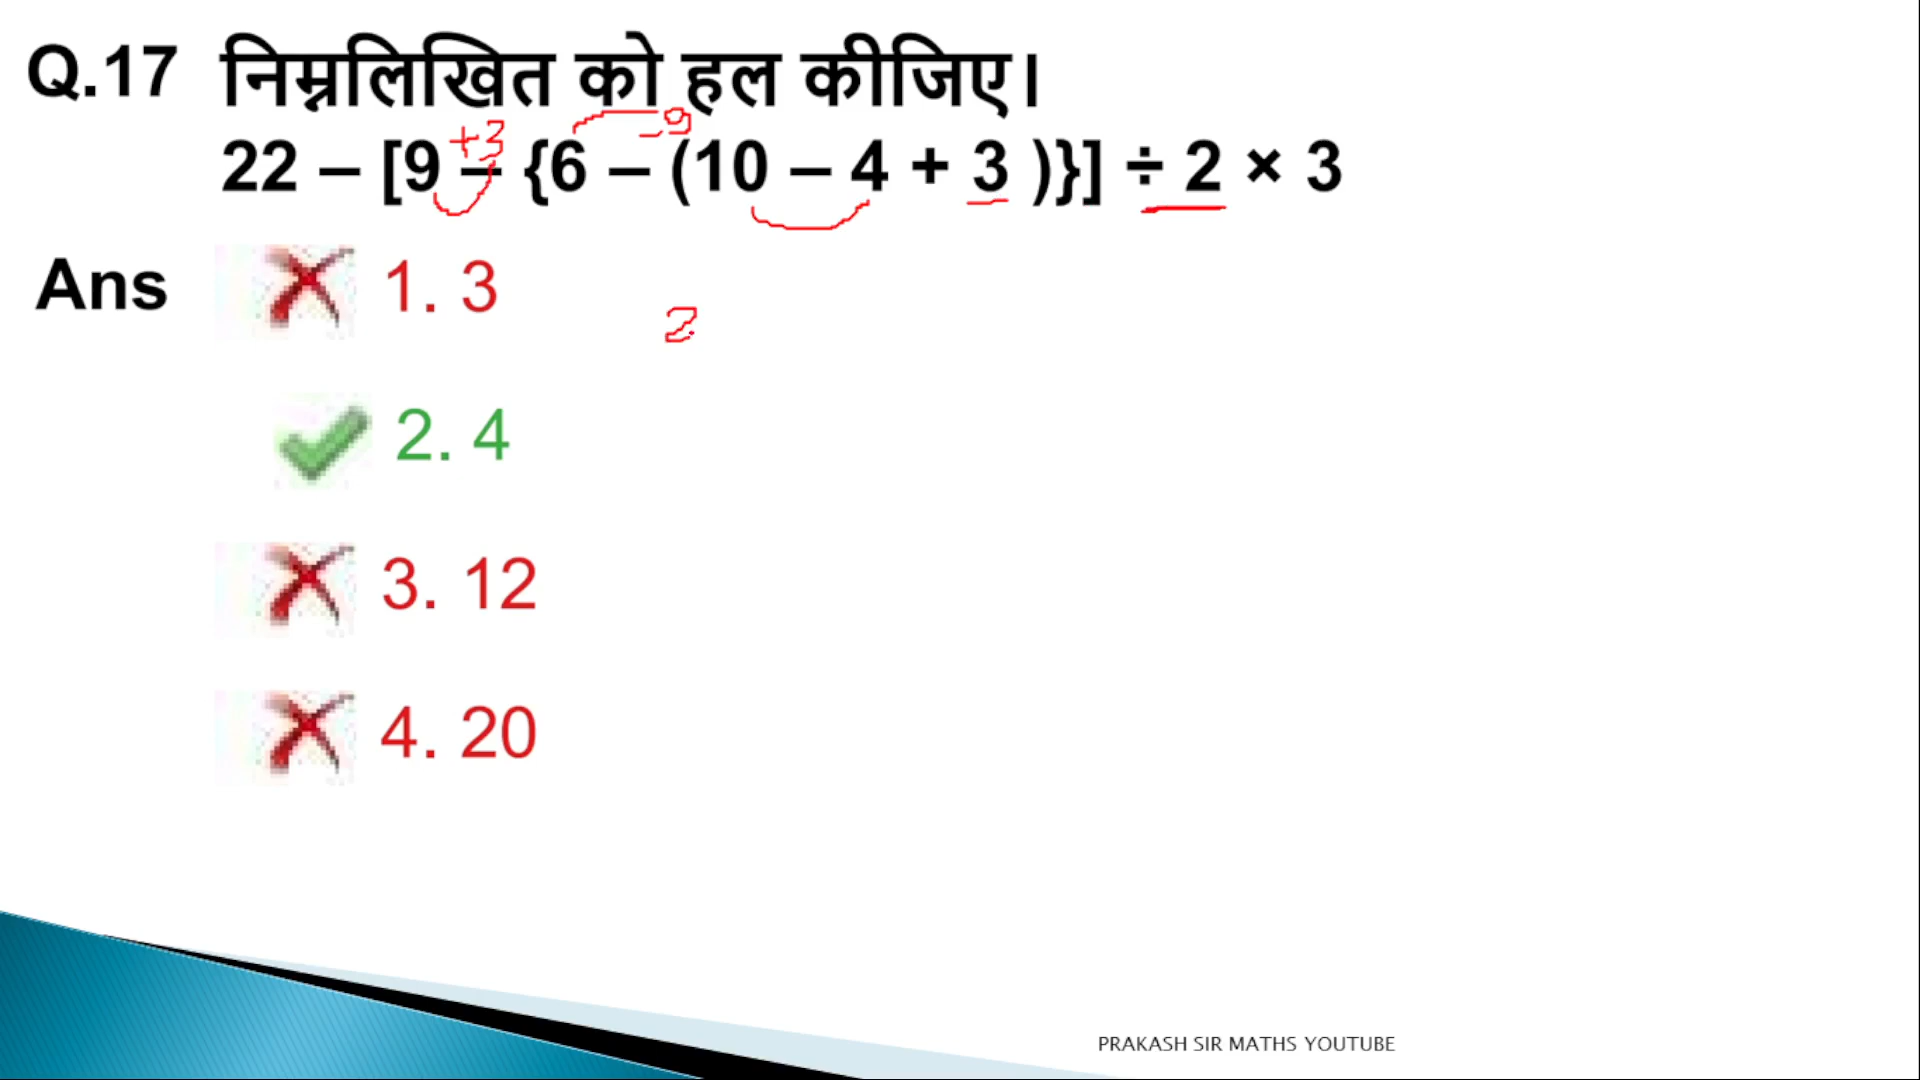 Q.17 निम्नलिखित को हल कीजिए।
+3 -9
22 – [9 – {6 – (10 – 4 + 3 )}] ÷ 2 × 3
Ans 1. 3
2
2. 4
3. 12
4. 20
PRAKASH SIR MATHS YOUTUBE